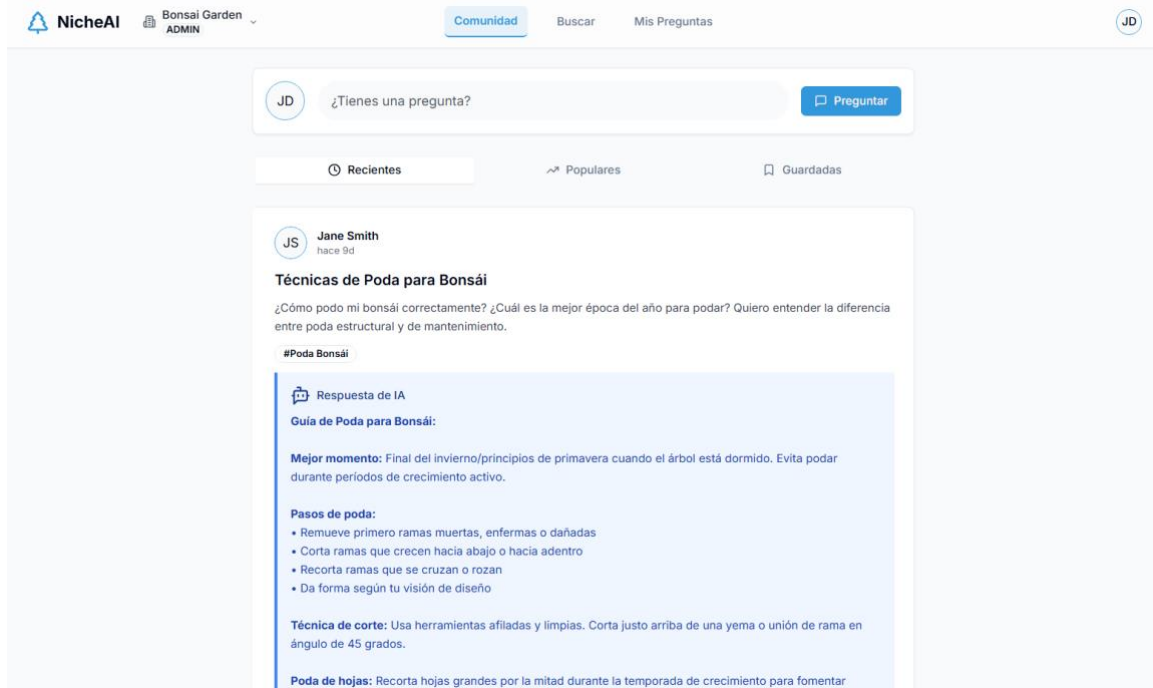 NicheAI
Bonsai Garden
ADMIN
Comunidad
Buscar
Mis Preguntas
JD
JD
¿Tienes una pregunta?
Preguntar
Recientes
Populares
Guardadas
JS
Jane Smith
hace 9d
Técnicas de Poda para Bonsái
¿Cómo podo mi bonsái correctamente? ¿Cuál es la mejor época del año para podar? Quiero entender la diferencia
entre poda estructural y de mantenimiento.
#Poda Bonsái
Respuesta de IA
Guía de Poda para Bonsái:
Mejor momento: Final del invierno/principios de primavera cuando el árbol está dormido. Evita podar
durante períodos de crecimiento activo.
Pasos de poda:
• Remueve primero ramas muertas, enfermas o dañadas
• Corta ramas que crecen hacia abajo o hacia adentro
• Recorta ramas que se cruzan o rozan
• Da forma según tu visión de diseño
Técnica de corte: Usa herramientas afiladas y limpias. Corta justo arriba de una yema o unión de rama en
ángulo de 45 grados.
Poda de hojas: Recorta hojas grandes por la mitad durante la temporada de crecimiento para fomentar